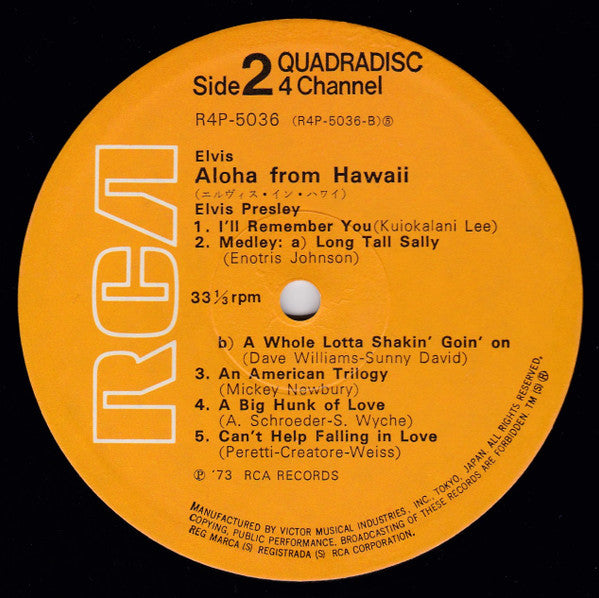 Side 2 QUADRADISC
4 Channel
R4P-5036 (R4P-5036-B)⑤
RCA
Elvis
Aloha from Hawaii
(エルヴィス・イン・ハワイ)
Elvis Presley
1. I'll Remember You(Kuiokalani Lee)
2. Medley: a) Long Tall Sally
(Enotris Johnson)
33 1/3 rpm
b) A Whole Lotta Shakin' Goin' on
(Dave Williams-Sunny David)
3. An American Trilogy
(Mickey Newbury)
4. A Big Hunk of Love
(A. Schroeder-S. Wyche)
5. Can't Help Falling in Love
(Peretti-Creatore-Weiss)
Ⓟ '73 RCA RECORDS
MANUFACTURED BY VICTOR MUSICAL INDUSTRIES, INC., TOKYO, JAPAN. ALL RIGHTS RESERVED,
COPYING, PUBLIC PERFORMANCE, BROADCASTING OF THESE RECORDS ARE FORBIDDEN. TM (S) Ⓡ
REG MARCA (S) REGISTRADA (S) RCA CORPORATION.